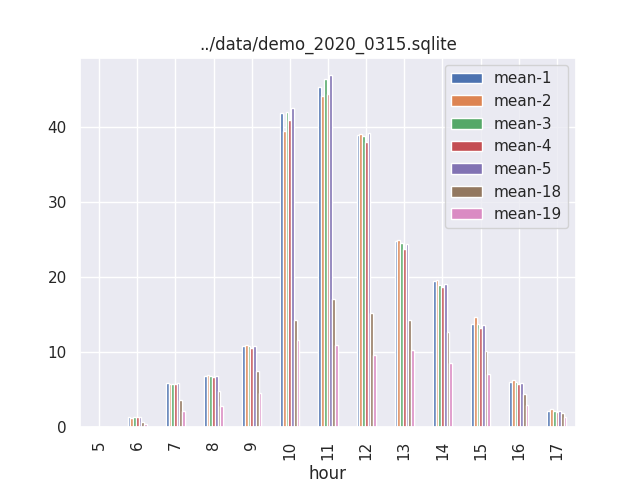 ../data/demo_2020_0315.sqlite
mean-1
mean-2
mean-3
mean-4
mean-5
mean-18
mean-19
40
30
20
10
0
5 6 7 8 9 10 11 12 13 14 15 16 17
hour